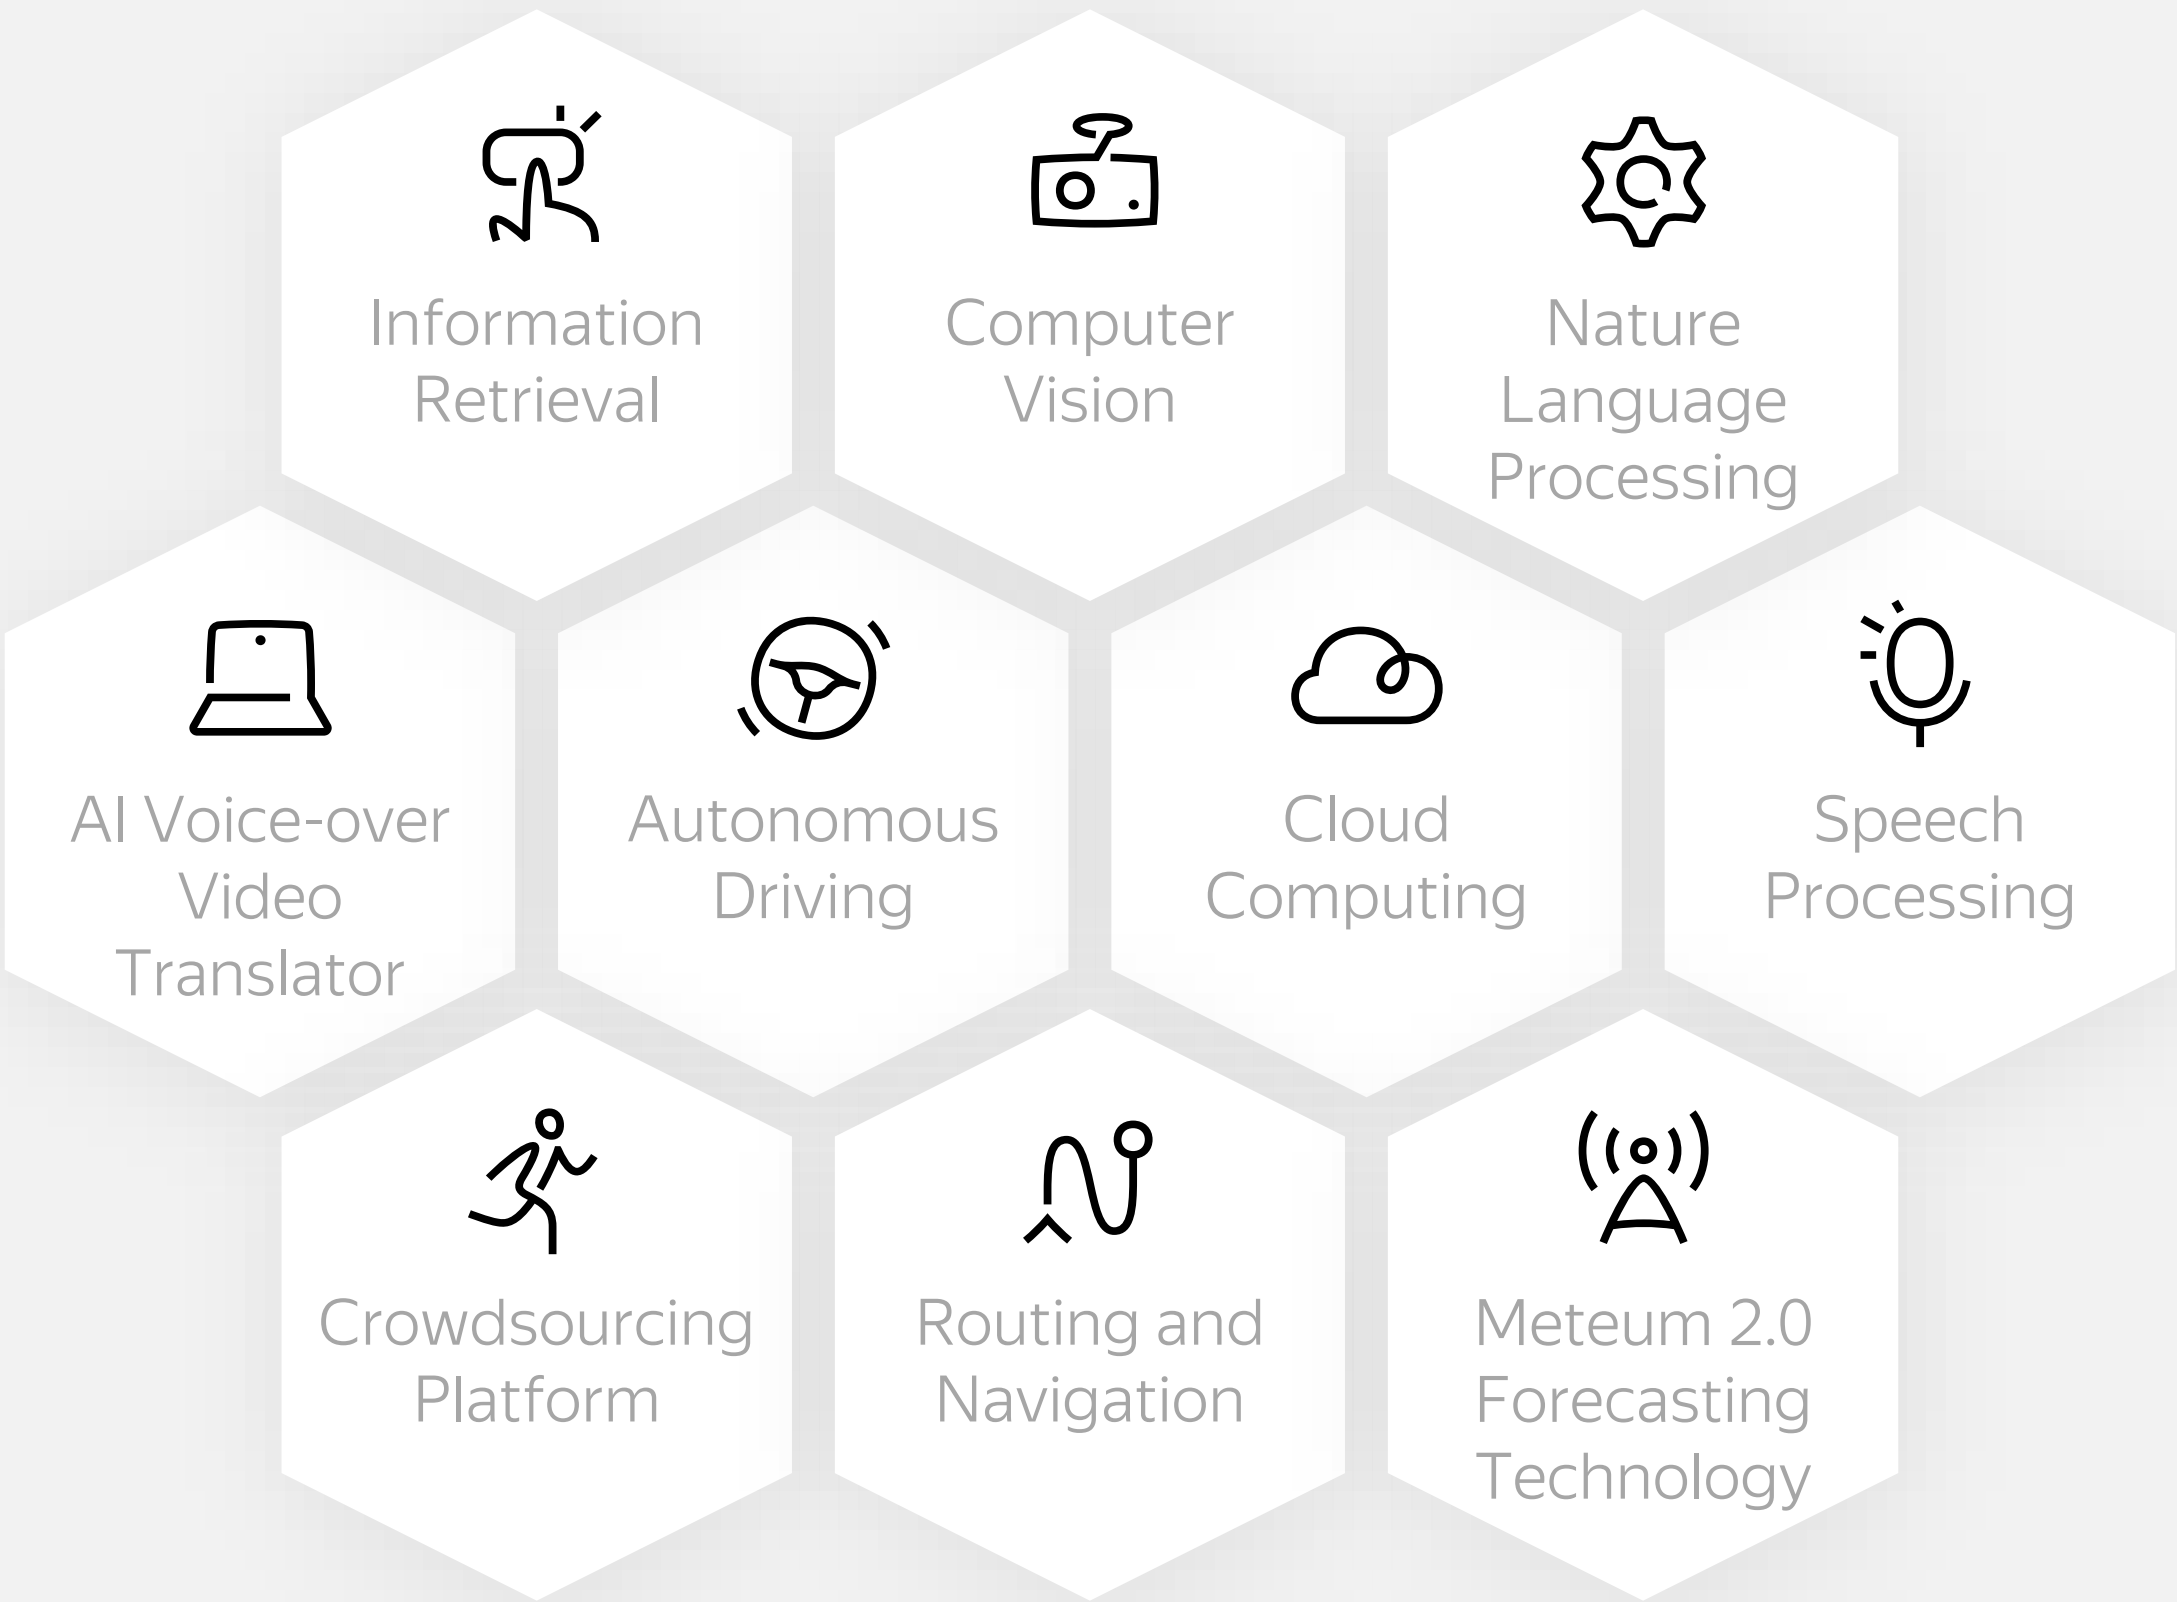 Information
Retrieval
Computer
Vision
Nature
Language
Processing
AI Voice-over
Video
Translator
Autonomous
Driving
Cloud
Computing
Speech
Processing
Crowdsourcing
Platform
Routing and
Navigation
Meteum 2.0
Forecasting
Technology